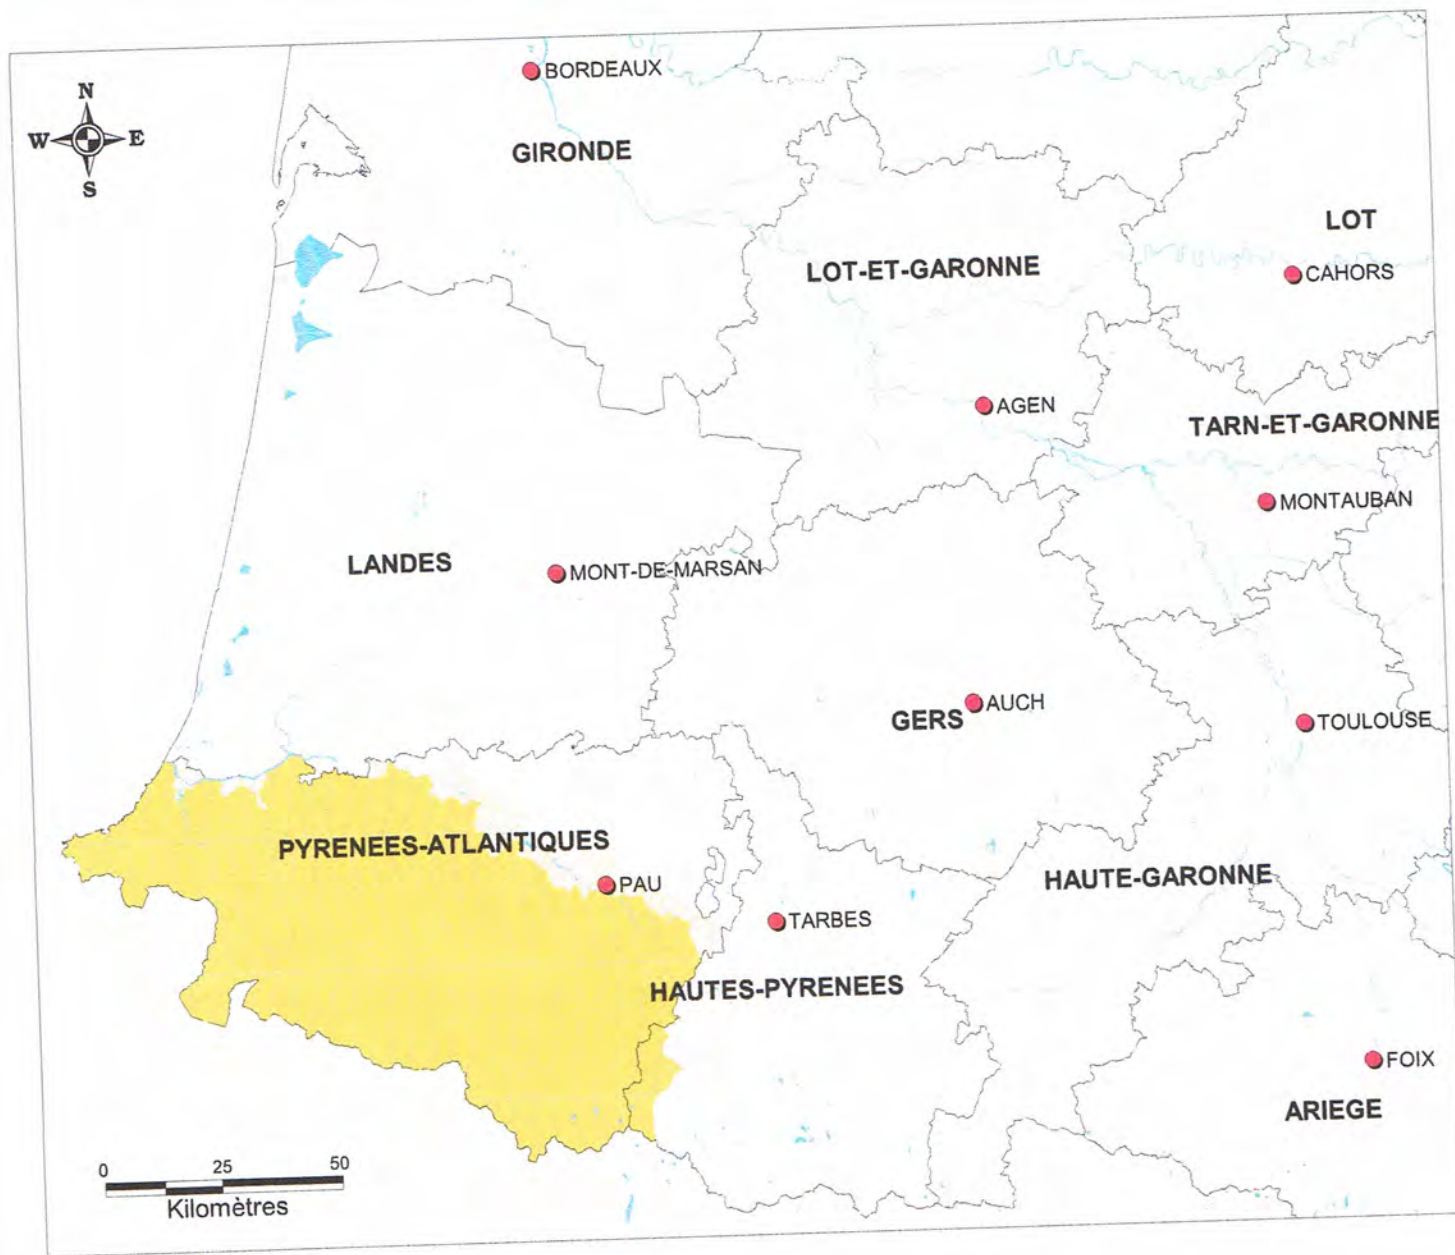 BORDEAUX
N
W E
S
GIRONDE
LOT
LOT-ET-GARONNE
CAHORS
AGEN
TARN-ET-GARONNE
MONTAUBAN
LANDES
MONT-DE-MARSAN
GERS
AUCH
TOULOUSE
PYRENEES-ATLANTIQUES
PAU
HAUTE-GARONNE
TARBES
HAUTES-PYRENEES
FOIX
ARIEGE
0 25 50
Kilomètres